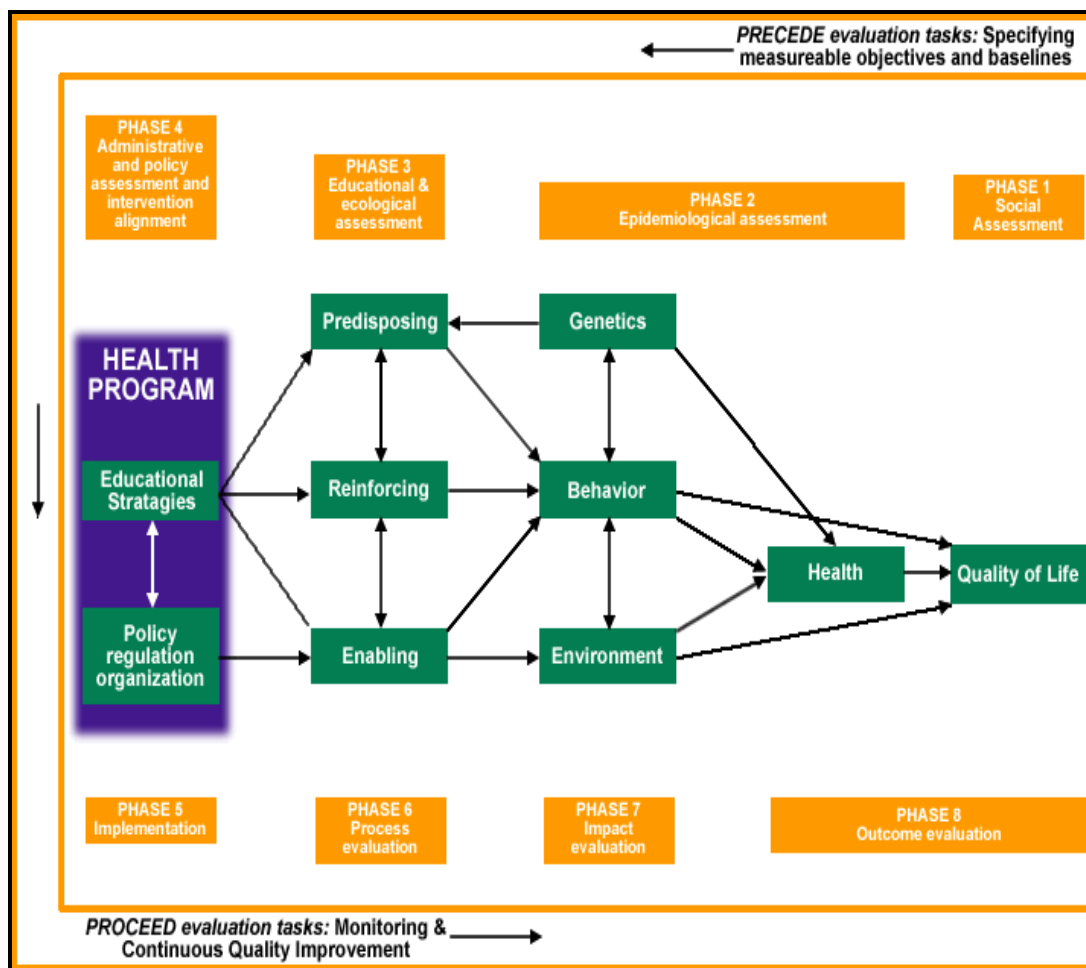 PRECEDE evaluation tasks: Specifying
measureable objectives and baselines
PHASE 4
Administrative
and policy
assessment and
intervention
alignment
PHASE 3
Educational &
ecological
assessment
PHASE 2
Epidemiological assessment
PHASE 1
Social
Assessment
HEALTH
PROGRAM
Predisposing
Genetics
Educational
Stratagies
Reinforcing
Behavior
Health
Quality of Life
Policy
regulation
organization
Enabling
Environment
PHASE 5
Implementation
PHASE 6
Process
evaluation
PHASE 7
Impact
evaluation
PHASE 8
Outcome evaluation
PROCEED evaluation tasks: Monitoring &
Continuous Quality Improvement